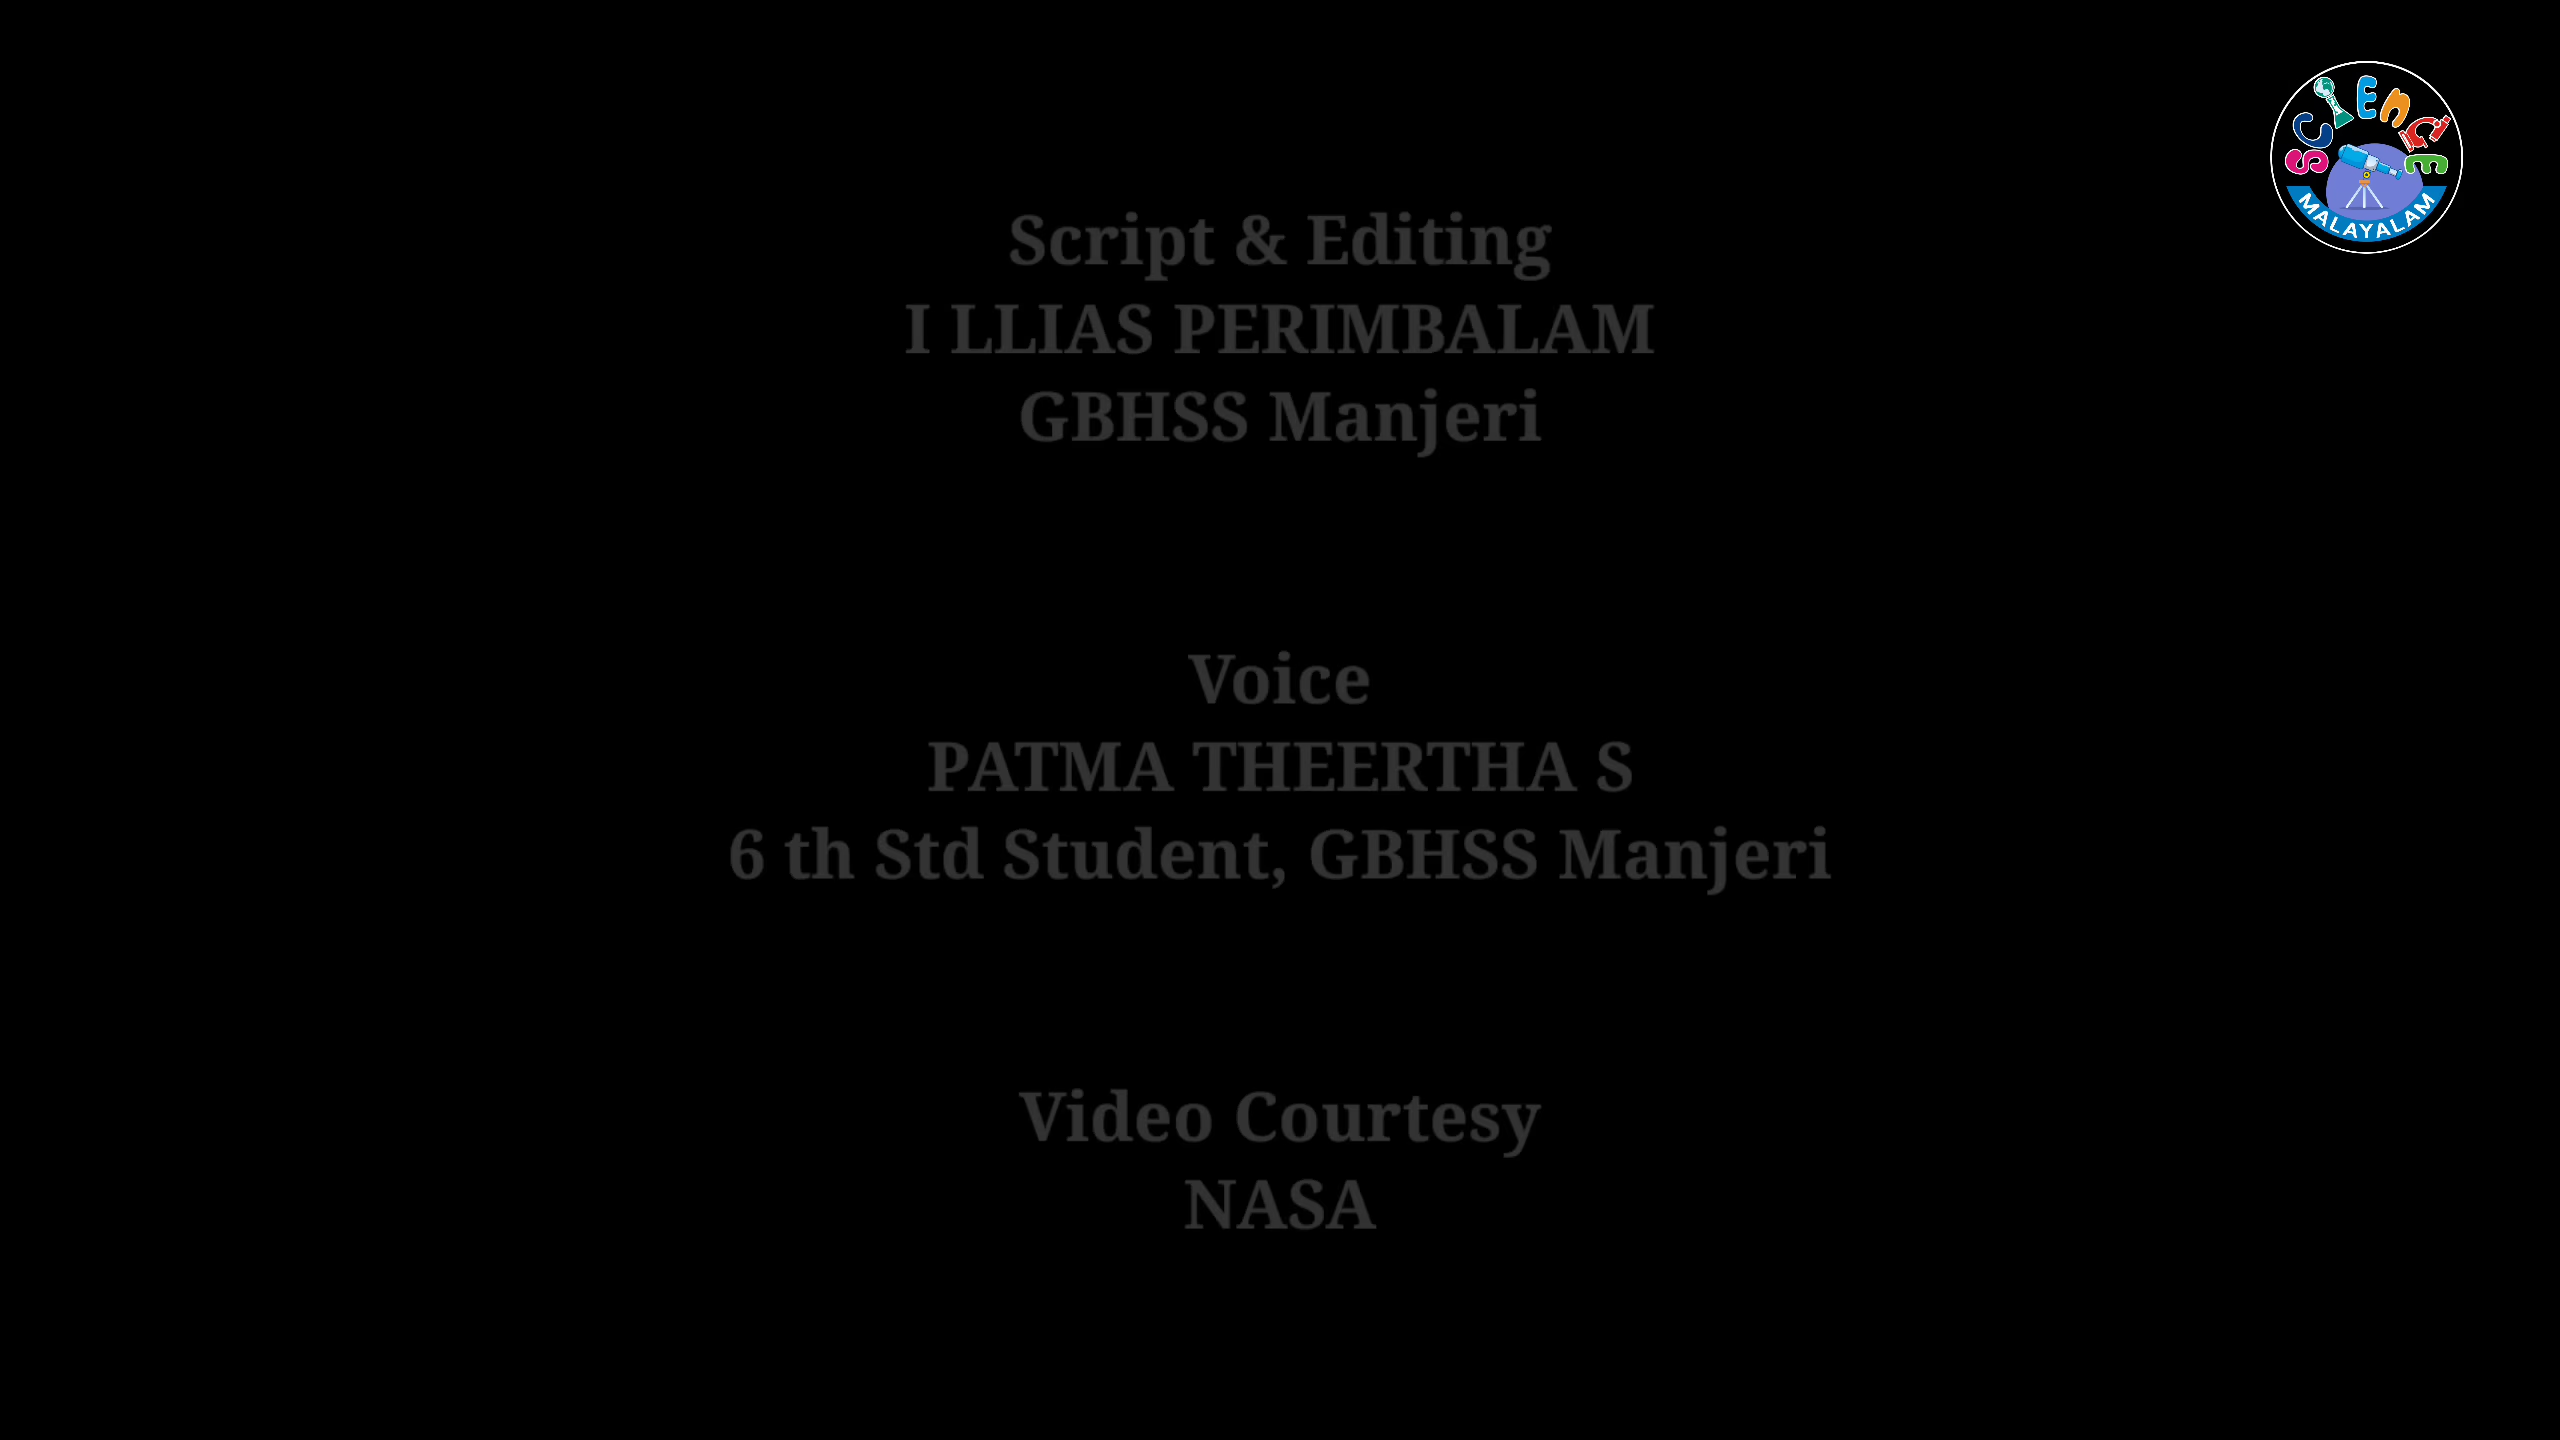 SCIEnCE
MALAYALAM
Script & Editing
I LLIAS PERIMBALAM
GBHSS Manjeri
Voice
PATMA THEERTHA S
6 th Std Student, GBHSS Manjeri
Video Courtesy
NASA